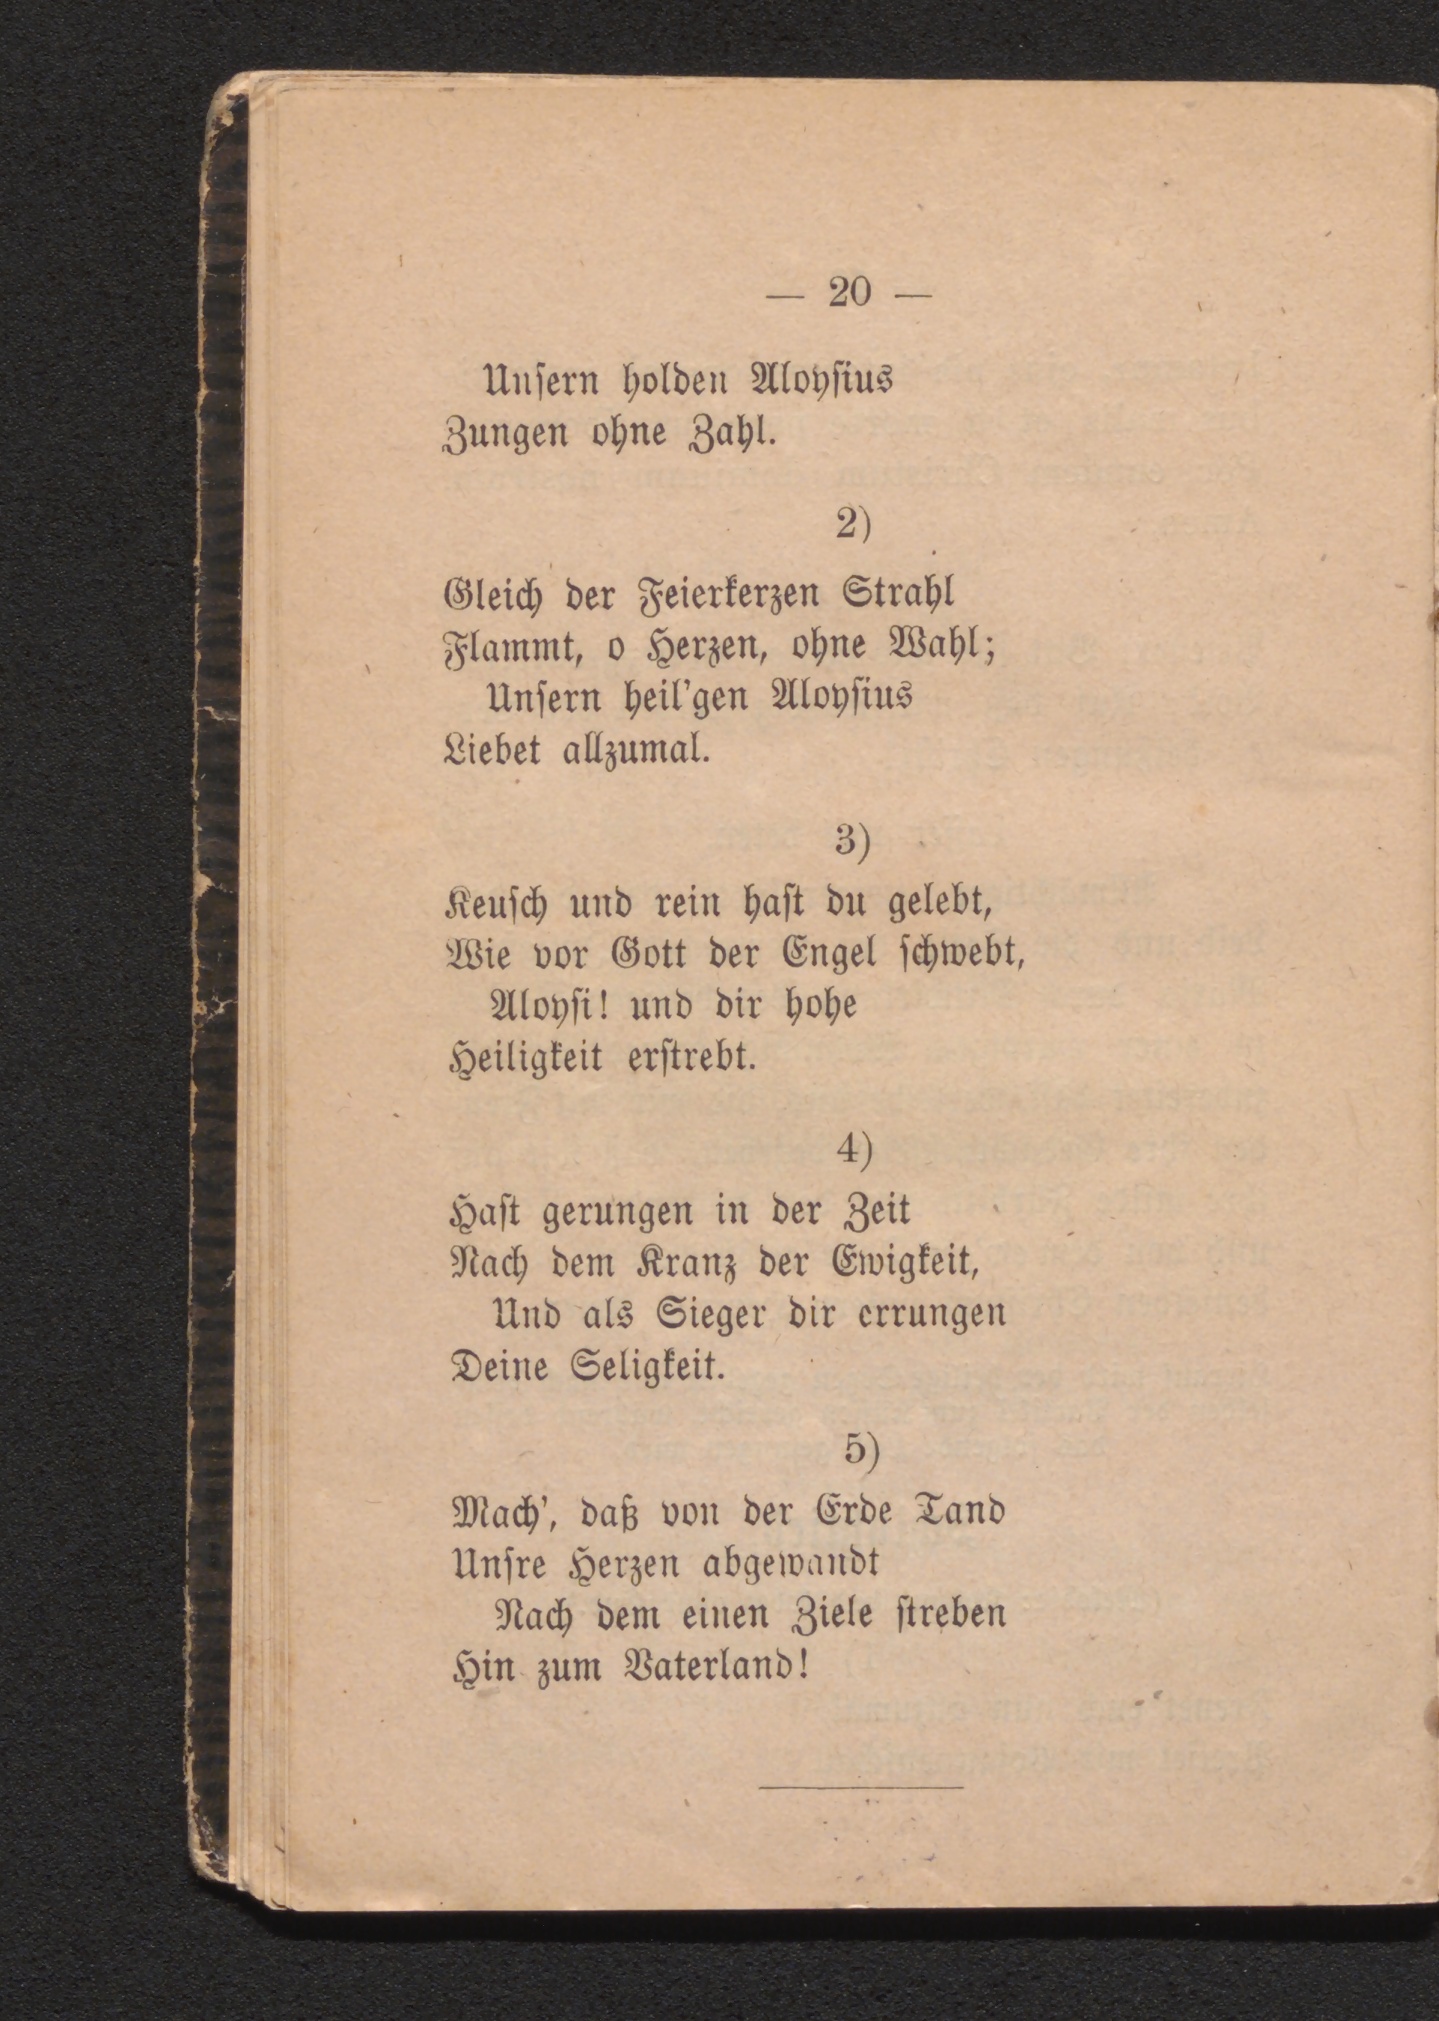 — 20 —
Unsern holden Aloysius
Zungen ohne Zahl.
2)
Gleich der Feierkerzen Strahl
Flammt, o Herzen, ohne Wahl;
Unsern heil'gen Aloysius
Liebet allzumal.
3)
Keusch und rein hast du gelebt,
Wie vor Gott der Engel schwebt,
Aloysi! und dir hohe
Heiligkeit erstrebt.
4)
Hast gerungen in der Zeit
Nach dem Kranz der Ewigkeit,
Und als Sieger dir errungen
Deine Seligkeit.
5)
Mach', daß von der Erde Tand
Unsre Herzen abgewandt
Nach dem einen Ziele streben
Hin zum Vaterland!